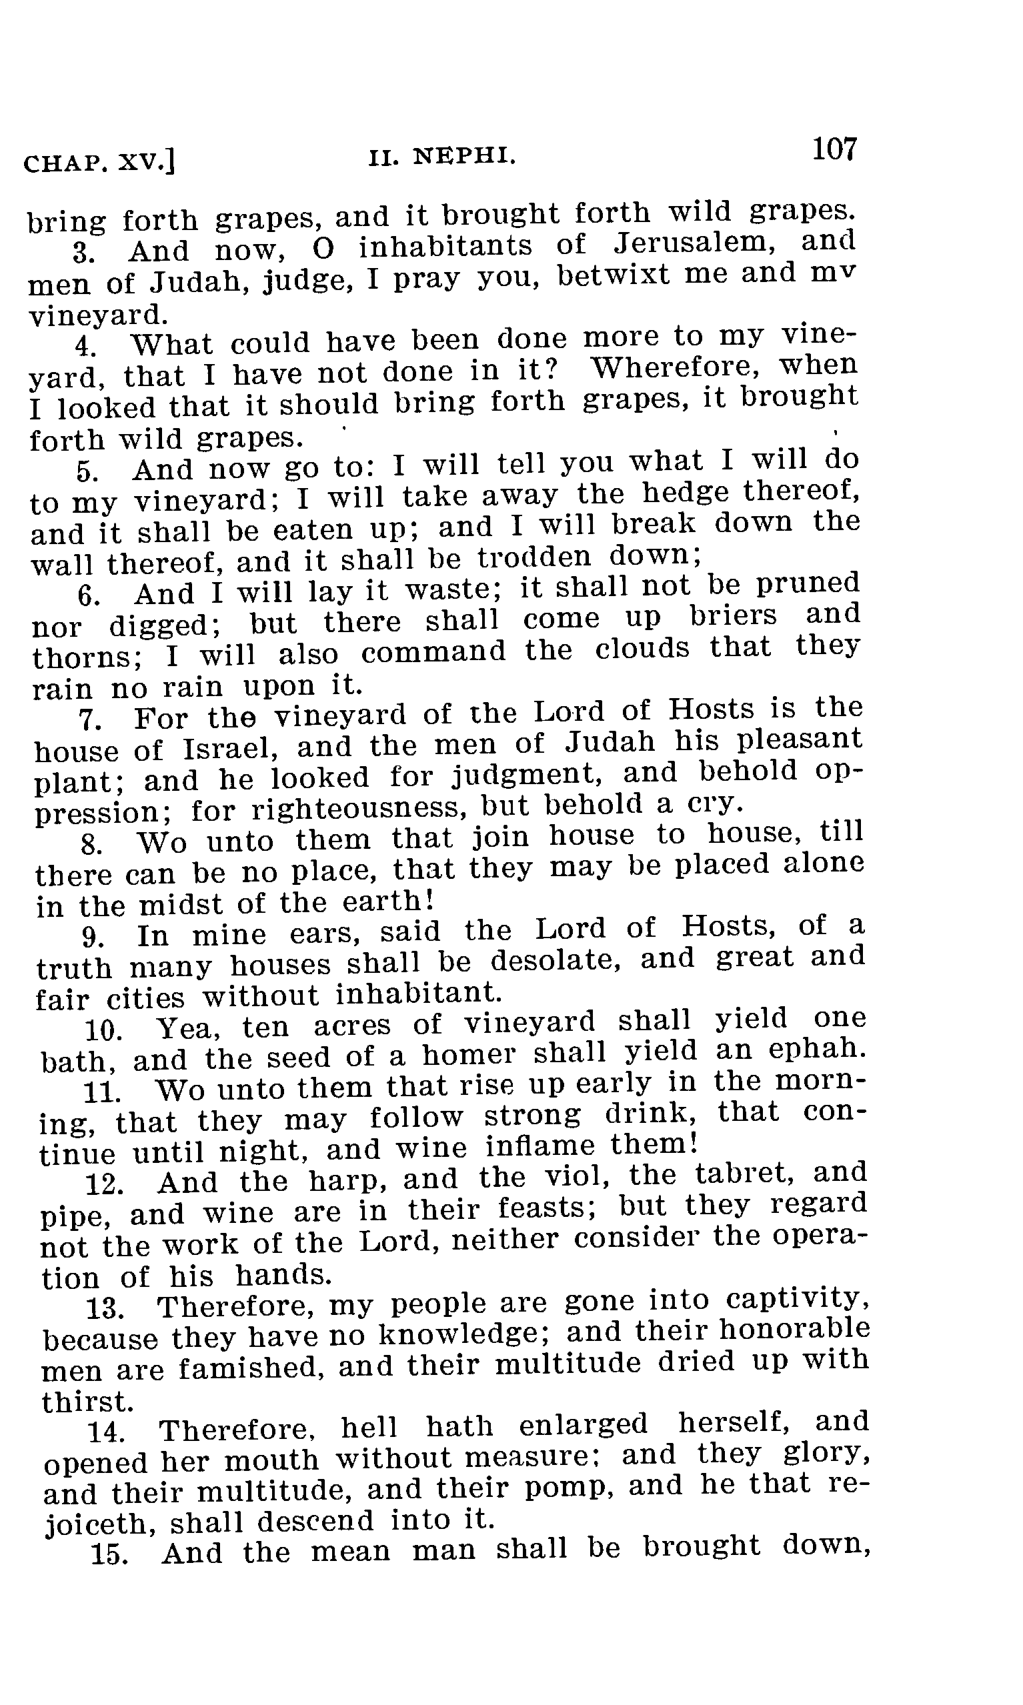 CHAP. XV.] II. NEPHI. 107
bring forth grapes, and it brought forth wild grapes.
3. And now, O inhabitants of Jerusalem, and
men of Judah, judge, I pray you, betwixt me and my
vineyard.
4. What could have been done more to my vine-
yard, that I have not done in it? Wherefore, when
I looked that it should bring forth grapes, it brought
forth wild grapes.
5. And now go to: I will tell you what I will do
to my vineyard; I will take away the hedge thereof,
and it shall be eaten up; and I will break down the
wall thereof, and it shall be trodden down;
6. And I will lay it waste; it shall not be pruned
nor digged; but there shall come up briers and
thorns; I will also command the clouds that they
rain no rain upon it.
7. For the vineyard of the Lord of Hosts is the
house of Israel, and the men of Judah his pleasant
plant; and he looked for judgment, and behold op-
pression; for righteousness, but behold a cry.
8. Wo unto them that join house to house, till
there can be no place, that they may be placed alone
in the midst of the earth!
9. In mine ears, said the Lord of Hosts, of a
truth many houses shall be desolate, and great and
fair cities without inhabitant.
10. Yea, ten acres of vineyard shall yield one
bath, and the seed of a homer shall yield an ephah.
11. Wo unto them that rise up early in the morn-
ing, that they may follow strong drink, that con-
tinue until night, and wine inflame them!
12. And the harp, and the viol, the tabret, and
pipe, and wine are in their feasts; but they regard
not the work of the Lord, neither consider the opera-
tion of his hands.
13. Therefore, my people are gone into captivity,
because they have no knowledge; and their honorable
men are famished, and their multitude dried up with
thirst.
14. Therefore, hell hath enlarged herself, and
opened her mouth without measure; and they glory,
and their multitude, and their pomp, and he that re-
joiceth, shall descend into it.
15. And the mean man shall be brought down,